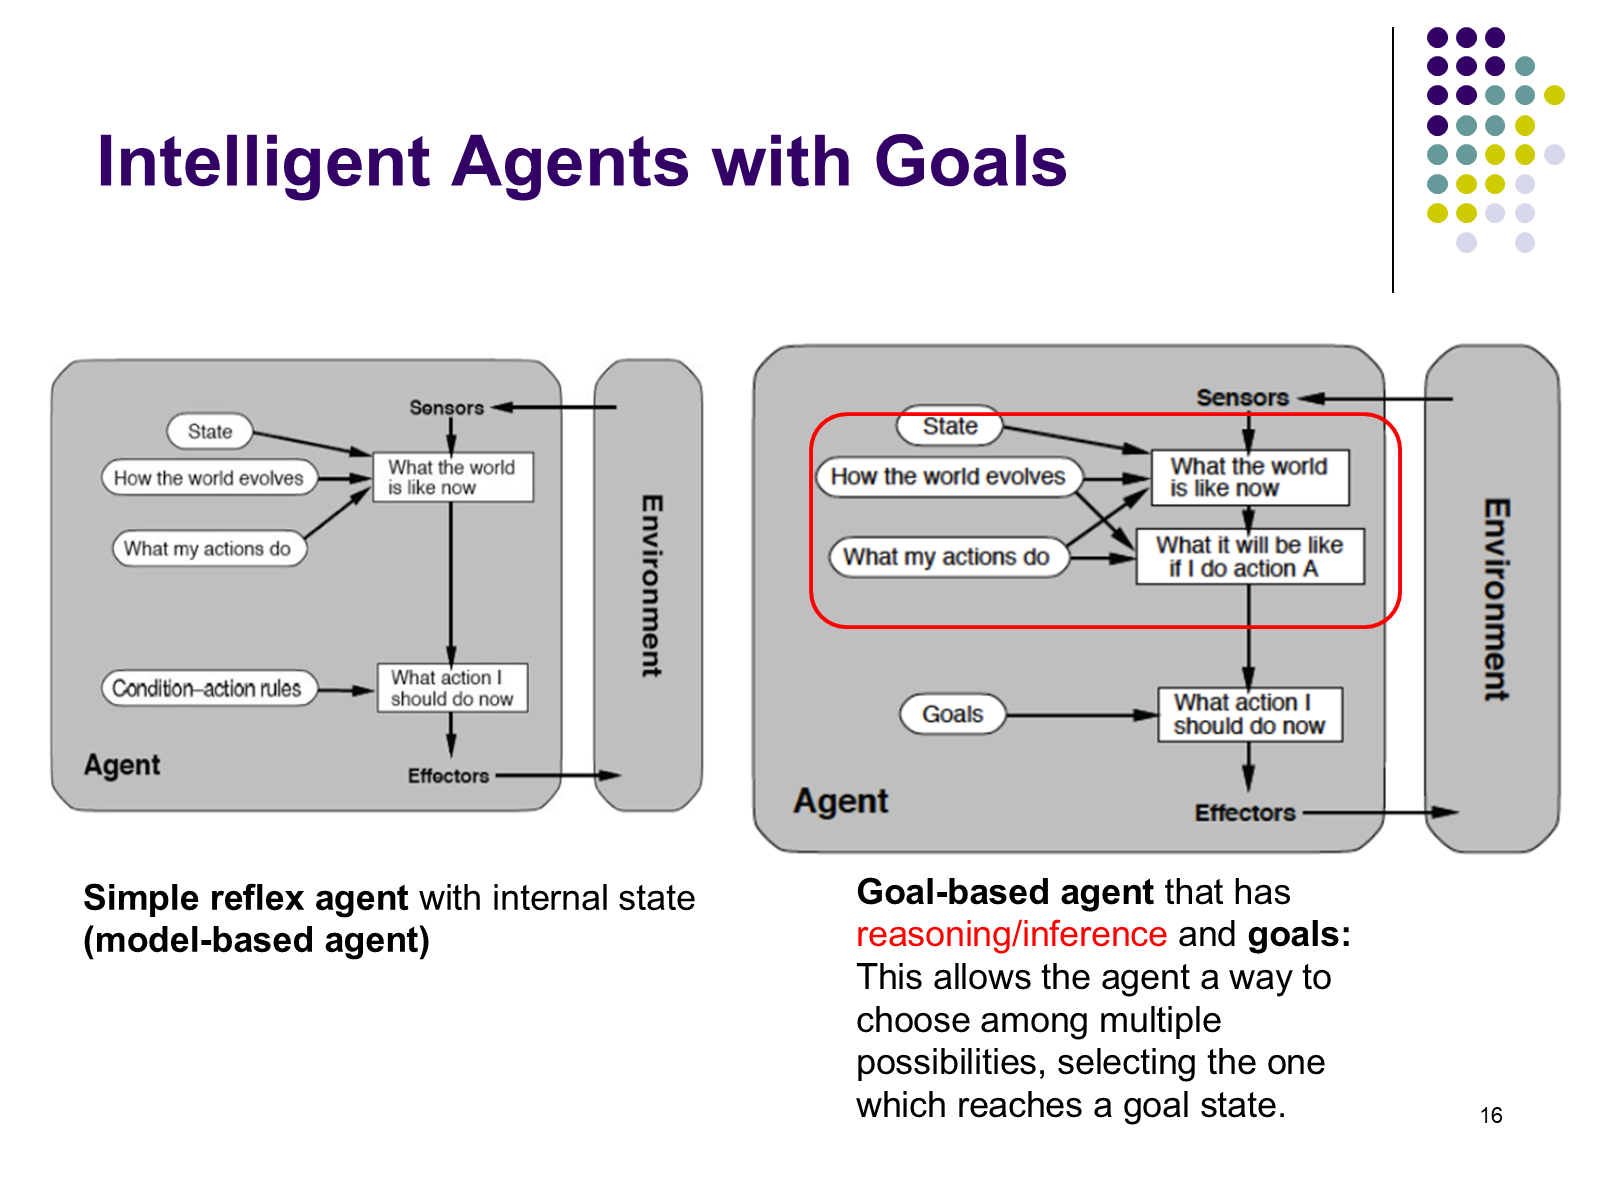 Intelligent Agents with Goals
Sensors
State
What the world
is like now
How the world evolves
What my actions do
Environment
Condition–action rules
What action I
should do now
Agent
Effectors
Sensors
State
What the world
is like now
How the world evolves
What it will be like
if I do action A
What my actions do
Environment
Goals
What action I
should do now
Agent
Effectors
Simple reflex agent with internal state
(model-based agent)
Goal-based agent that has
reasoning/inference and goals:
This allows the agent a way to
choose among multiple
possibilities, selecting the one
which reaches a goal state.
16